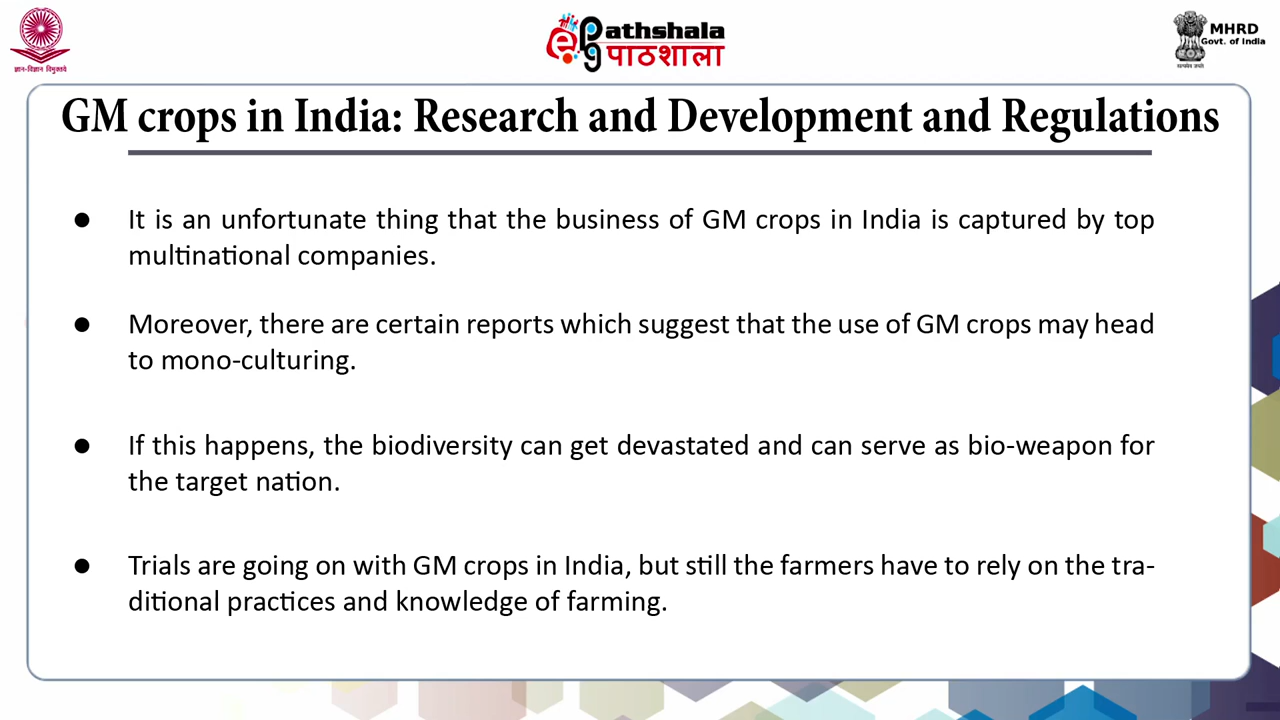 ज्ञान-विज्ञान विमुक्तये
epg athshala
पाठशाला
MHRD
Govt. of India
सत्यमेव जयते
GM crops in India: Research and Development and Regulations
● It is an unfortunate thing that the business of GM crops in India is captured by top
multinational companies.
● Moreover, there are certain reports which suggest that the use of GM crops may head
to mono-culturing.
● If this happens, the biodiversity can get devastated and can serve as bio-weapon for
the target nation.
● Trials are going on with GM crops in India, but still the farmers have to rely on the tra-
ditional practices and knowledge of farming.